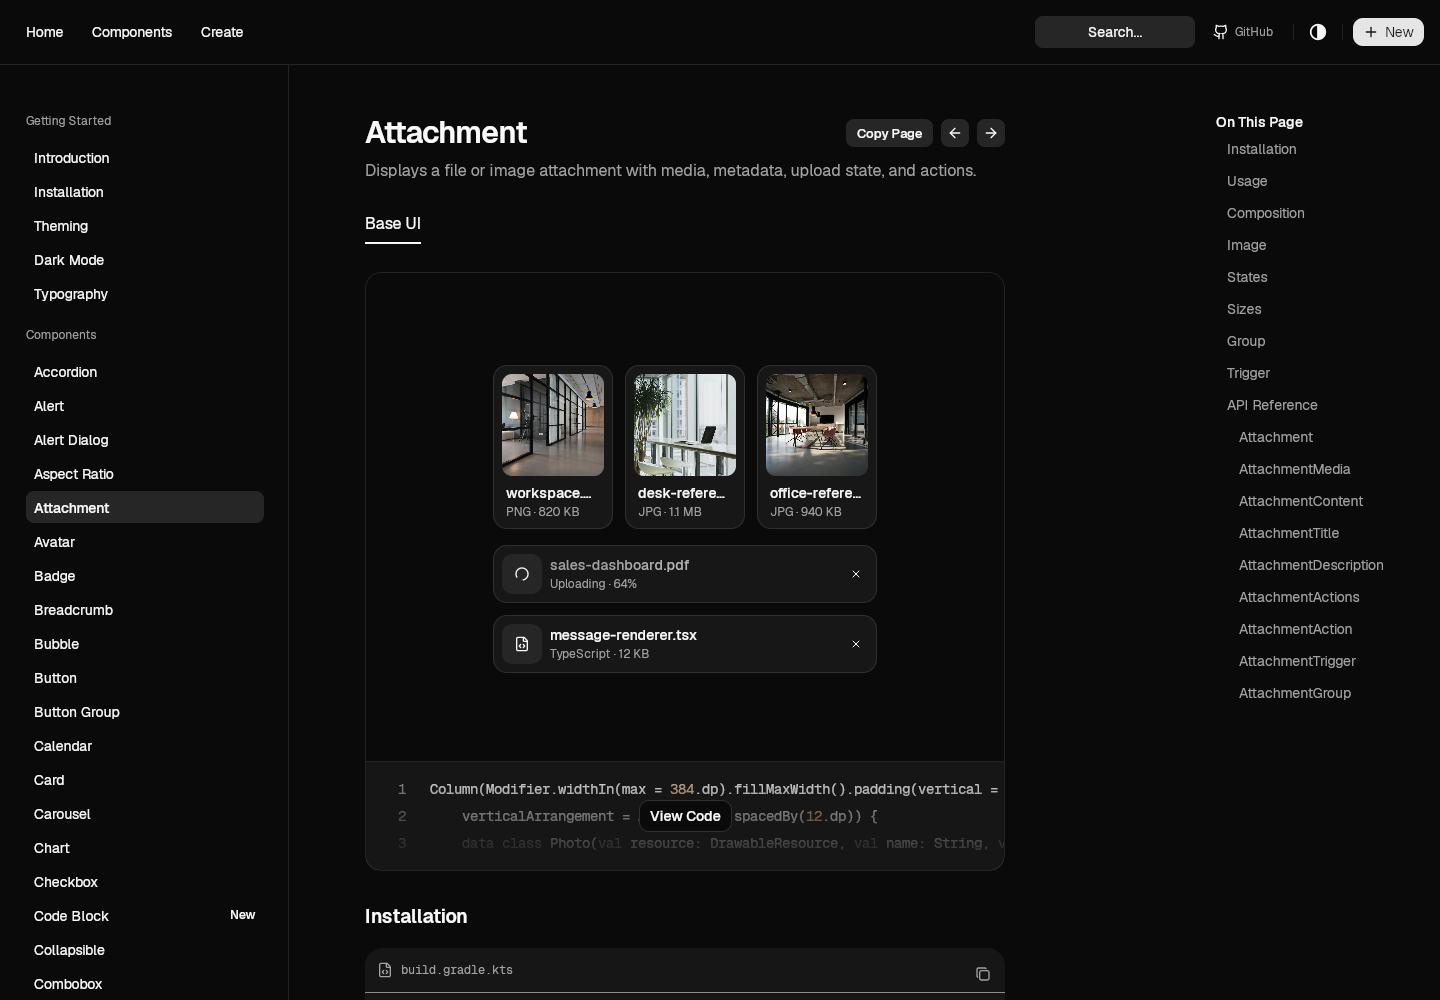 Home Components Create Search... GitHub New
Getting Started
Introduction
Installation
Theming
Dark Mode
Typography
Components
Accordion
Alert
Alert Dialog
Aspect Ratio
Attachment
Avatar
Badge
Breadcrumb
Bubble
Button
Button Group
Calendar
Card
Carousel
Chart
Checkbox
Code Block New
Collapsible
Combobox
Attachment
Copy Page
Displays a file or image attachment with media, metadata, upload state, and actions.
Base UI
workspace....
PNG · 820 KB
desk-refere...
JPG · 1.1 MB
office-refere...
JPG · 940 KB
sales-dashboard.pdf
Uploading · 64%
message-renderer.tsx
TypeScript · 12 KB
1 Column(Modifier.widthIn(max = 384.dp).fillMaxWidth().padding(vertical =
2 verticalArrangement = spacedBy(12.dp)) {
View Code
3 data class Photo(val resource: DrawableResource, val name: String, v
Installation
build.gradle.kts
On This Page
Installation
Usage
Composition
Image
States
Sizes
Group
Trigger
API Reference
Attachment
AttachmentMedia
AttachmentContent
AttachmentTitle
AttachmentDescription
AttachmentActions
AttachmentAction
AttachmentTrigger
AttachmentGroup